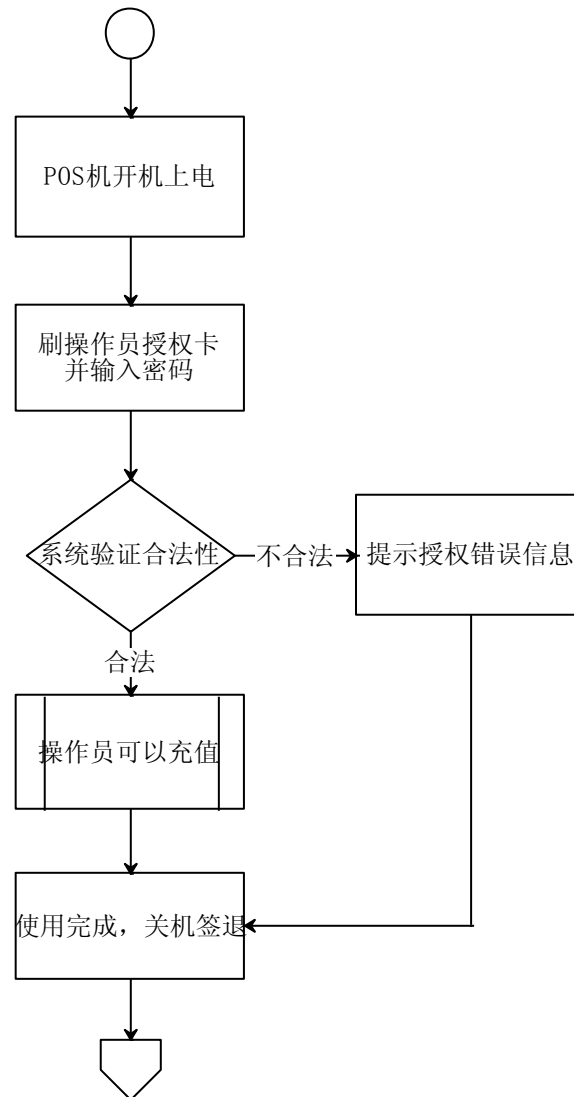 POS机开机上电
刷操作员授权卡
并输入密码
系统验证合法性
不合法
提示授权错误信息
合法
操作员可以充值
使用完成，关机签退